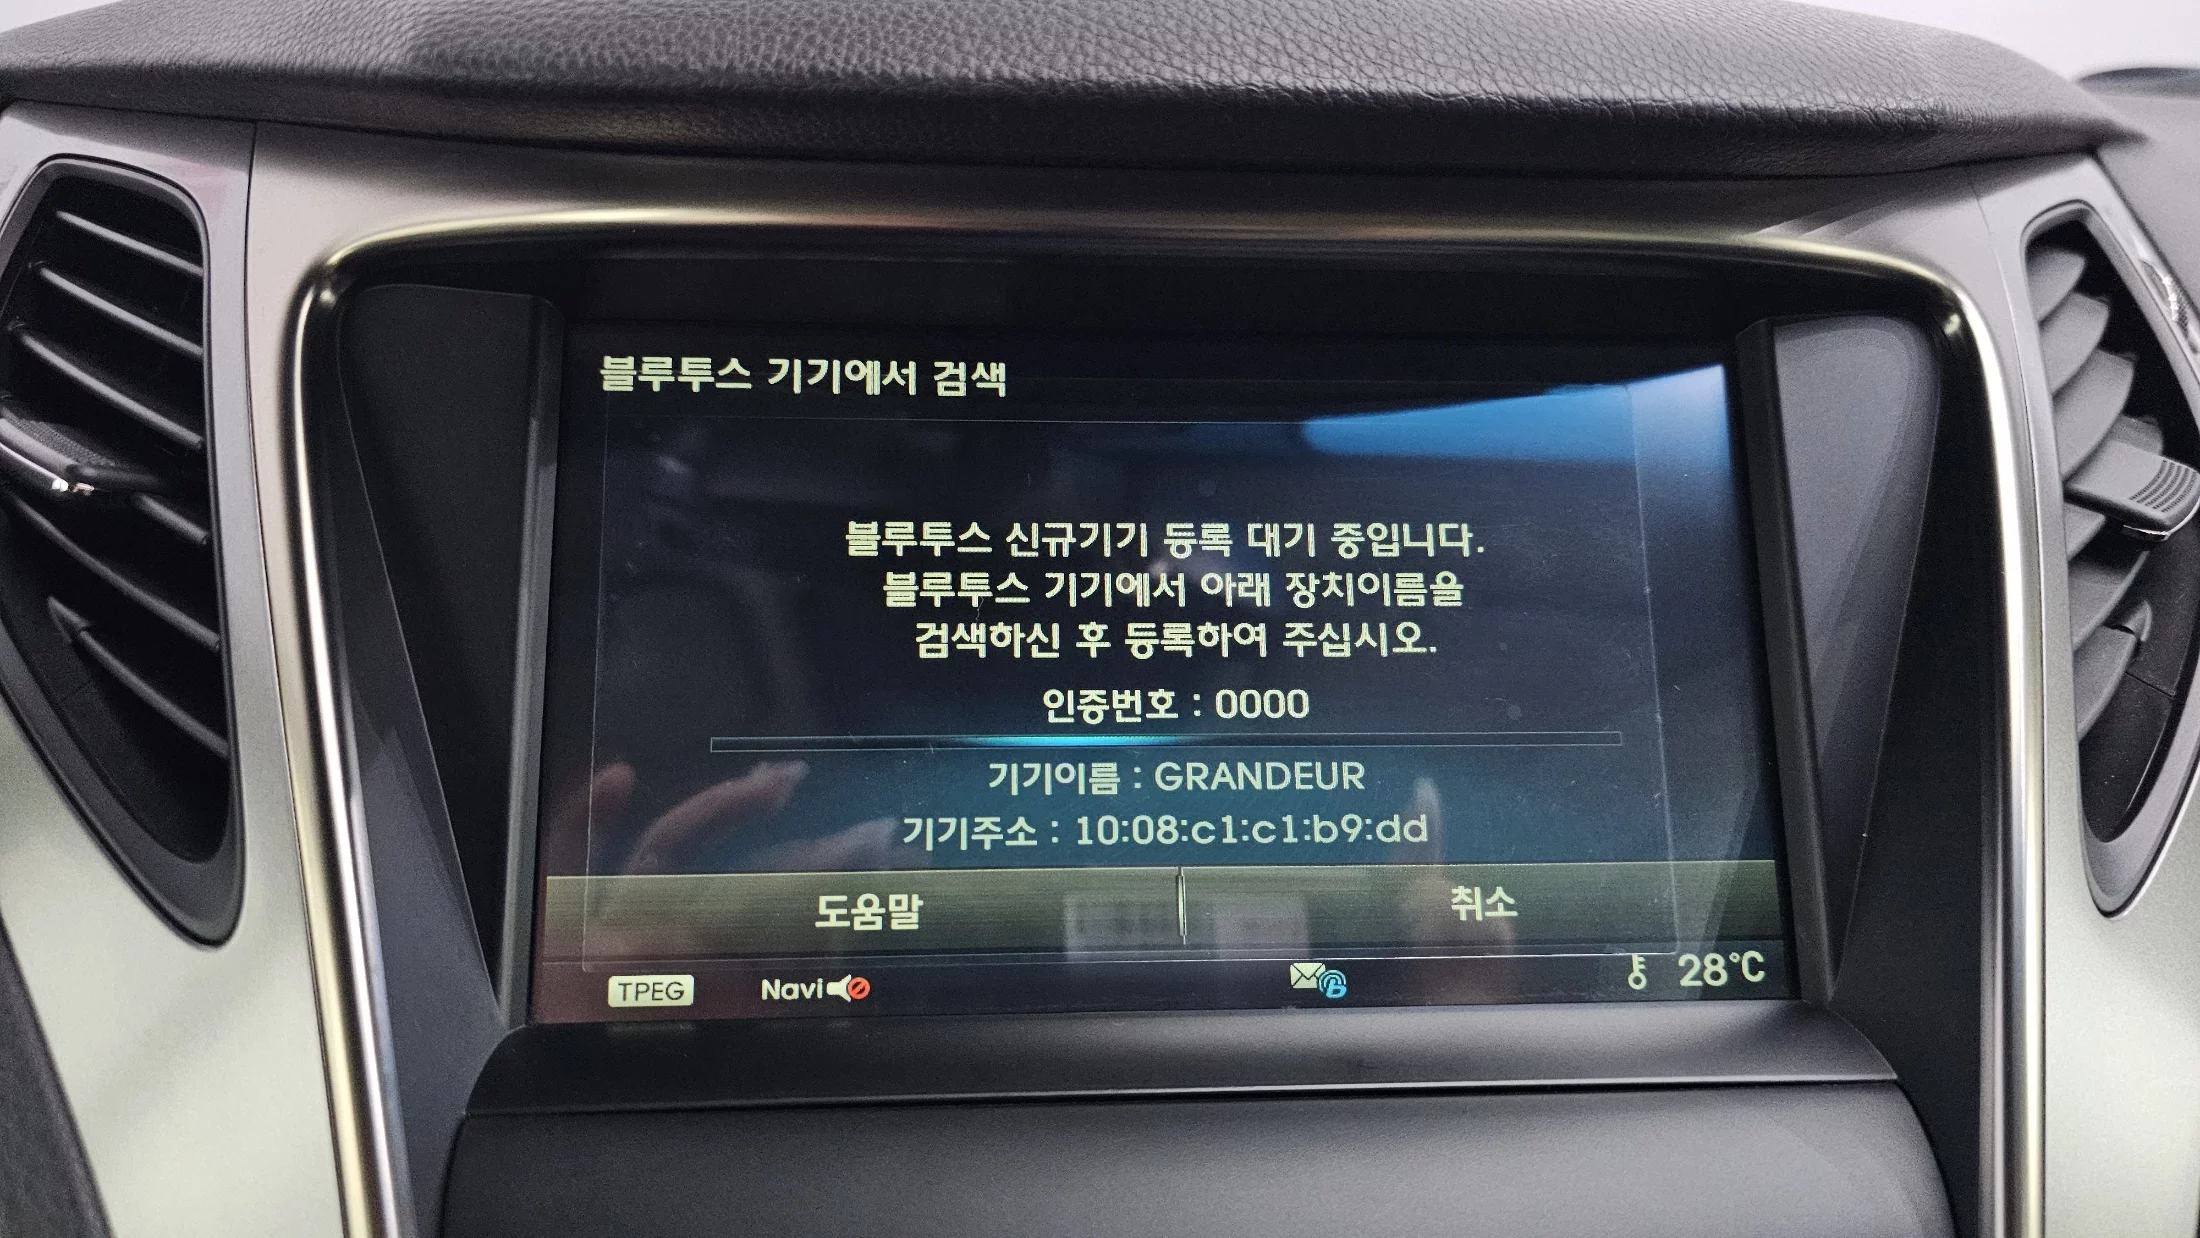 블루투스 기기에서 검색
블루투스 신규기기 등록 대기 중입니다.
블루투스 기기에서 아래 장치이름을
검색하신 후 등록하여 주십시오.
인증번호 : 0000
기기이름 : GRANDEUR
기기주소 : 10:08:c1:c1:b9:dd
도움말 취소
TPEG Navi 28°C